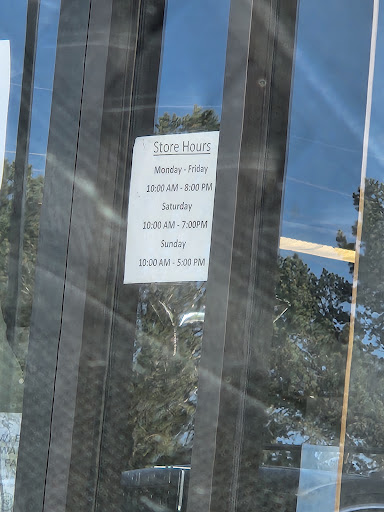 Store Hours
Monday - Friday
10:00 AM - 8:00 PM
Saturday
10:00 AM - 7:00PM
Sunday
10:00 AM - 5:00 PM